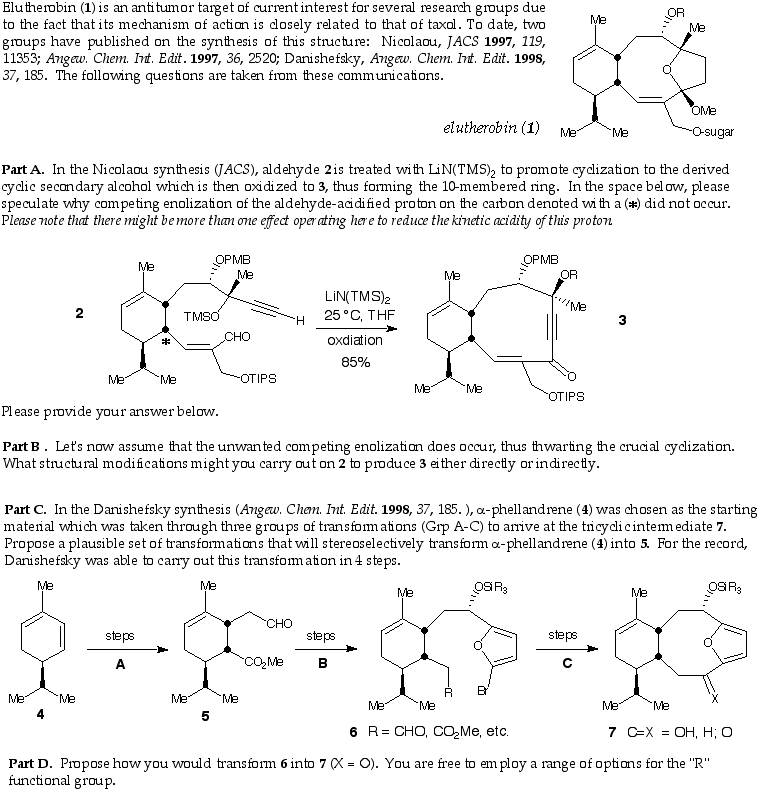 Elutherobin (1) is an antitumor target of current interest for several research groups due
to the fact that its mechanism of action is closely related to that of taxol. To date, two
groups have published on the synthesis of this structure: Nicolaou, JACS 1997, 119,
11353; Angew. Chem. Int. Edit. 1997, 36, 2520; Danishefsky, Angew. Chem. Int. Edit. 1998,
37, 185. The following questions are taken from these communications.
OR
Me
Me
O
OMe
O-sugar
Me
Me
elutherobin (1)
Part A. In the Nicolaou synthesis (JACS), aldehyde 2 is treated with LiN(TMS)2 to promote cyclization to the derived
cyclic secondary alcohol which is then oxidized to 3, thus forming the 10-membered ring. In the space below, please
speculate why competing enolization of the aldehyde-acidified proton on the carbon denoted with a (*) did not occur.
Please note that there might be more than one effect operating here to reduce the kinetic acidity of this proton.
2
Me
OPMB
Me
TMSO
H
*
CHO
OTIPS
Me
Me
LiN(TMS)2
25 °C, THF
oxdiation
85%
Me
OPMB
OR
Me
O
OTIPS
Me
Me
3
Please provide your answer below.
Part B . Let's now assume that the unwanted competing enolization does occur, thus thwarting the crucial cyclization.
What structural modifications might you carry out on 2 to produce 3 either directly or indirectly.
Part C. In the Danishefsky synthesis (Angew. Chem. Int. Edit. 1998, 37, 185. ), α-phellandrene (4) was chosen as the starting
material which was taken through three groups of transformations (Grp A-C) to arrive at the tricyclic intermediate 7.
Propose a plausible set of transformations that will stereoselectively transform α-phellandrene (4) into 5. For the record,
Danishefsky was able to carry out this transformation in 4 steps.
Me
Me
Me
4
steps
A
Me
CHO
CO2Me
Me
Me
5
steps
B
Me
OSiR3
O
Br
R
Me
Me
6 R = CHO, CO2Me, etc.
steps
C
Me
OSiR3
O
X
Me
Me
7 C=X = OH, H; O
Part D. Propose how you would transform 6 into 7 (X = O). You are free to employ a range of options for the "R"
functional group.